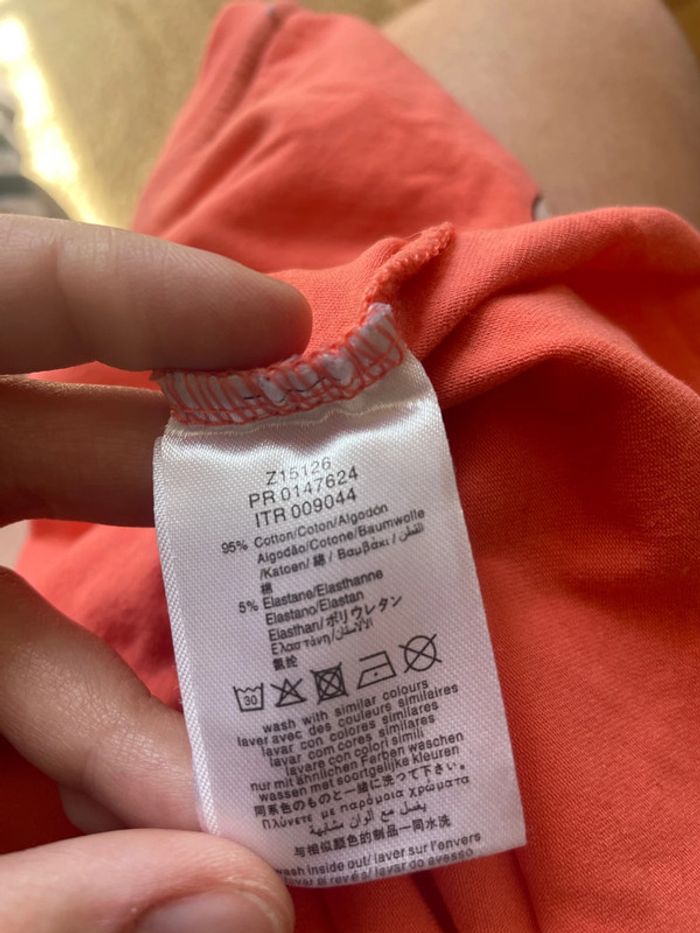 Z15126
PR 0147624
ITR 009044
95% Cotton/Coton/Algodón
Algodão/Cotone/Baumwolle
/Katoen/ 綿 / Βαμβάκι / القطن/
棉
5% Elastane/Elasthanne
Elastano/Elastan
Elasthan/ポリウレタン
Ελαστάνη/الألاستان/
氨纶
30
wash with similar colours
laver avec des couleurs similaires
lavar con colores similares
lavar com cores similares
lavare con colori simili
nur mit ähnlichen Farben waschen
wassen met soortgelijke kleuren
同系色のものと一緒に洗って下さい。
Πλύνετε με παρόμοια χρώματα
يغسل مع ألوان مشابهة
与相似颜色的制品一同水洗
wash inside out/ laver sur l'envers
lavar al revés/ lavar do avesso